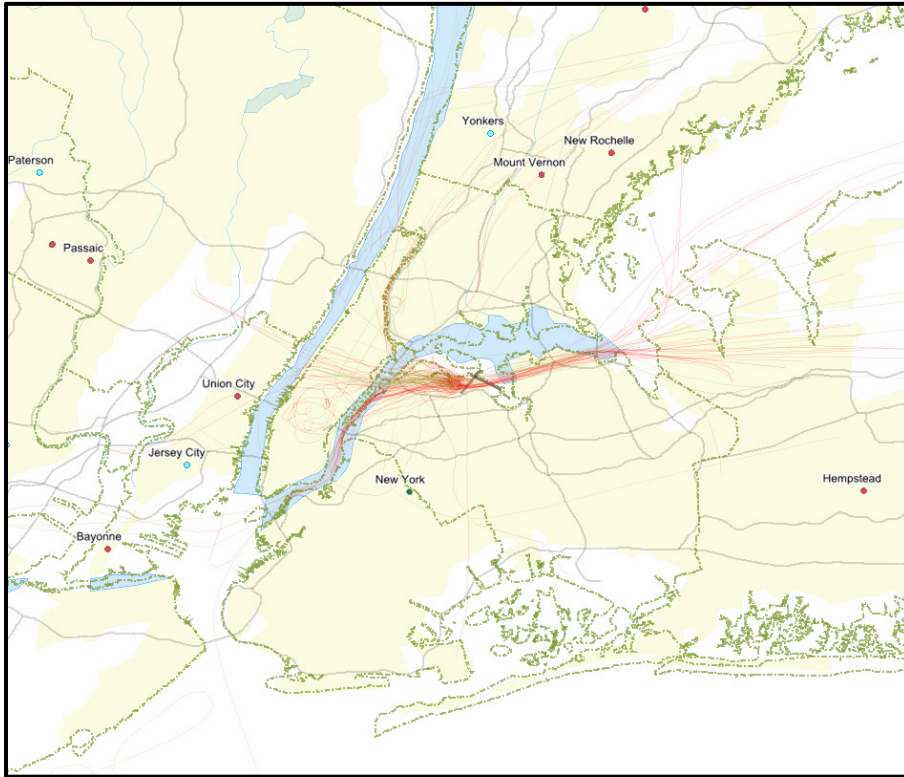 Yonkers
New Rochelle
Mount Vernon
Paterson
Passaic
Union City
Jersey City
New York
Hempstead
Bayonne